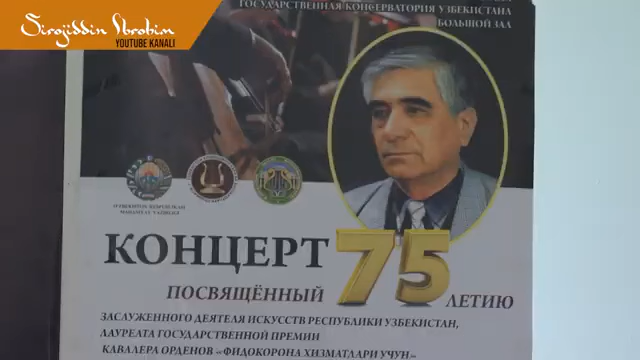 Sirojiddin Ibrohim
YOUTUBE KANALI
ГОСУДАРСТВЕННАЯ КОНСЕРВАТОРИЯ УЗБЕКИСТАНА
БОЛЬШОЙ ЗАЛ
КОНЦЕРТ 75
ПОСВЯЩЁННЫЙ ЛЕТИЮ
ЗАСЛУЖЕННОГО ДЕЯТЕЛЯ ИСКУССТВ РЕСПУБЛИКИ УЗБЕКИСТАН,
ЛАУРЕАТА ГОСУДАРСТВЕННОЙ ПРЕМИИ
КАВАЛЕРА ОРДЕНОВ «ФИДОКОРОНА ХИЗМАТЛАРИ УЧУН»